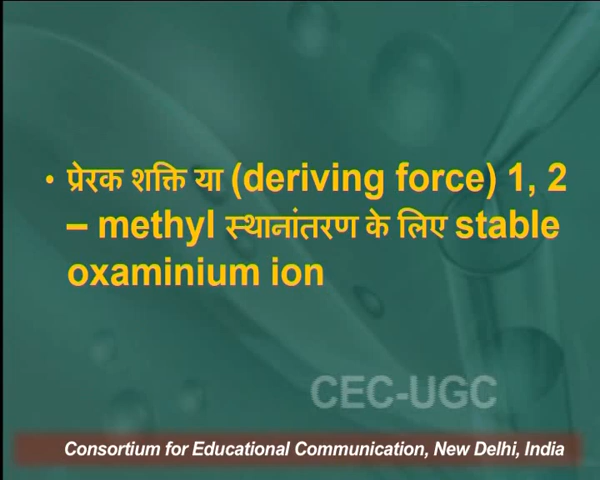 • प्रेरक शक्ति या (deriving force) 1, 2
– methyl स्थानांतरण के लिए stable
oxaminium ion
CEC-UGC
Consortium for Educational Communication, New Delhi, India